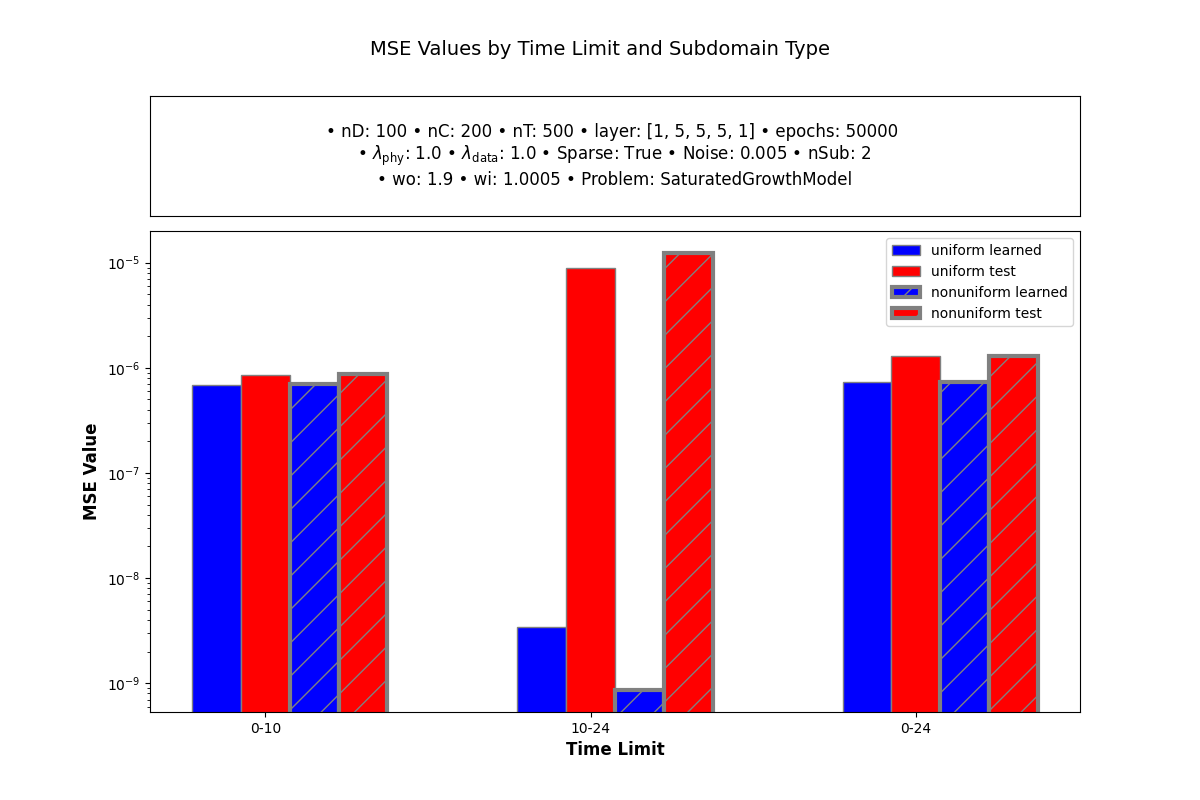 MSE Values by Time Limit and Subdomain Type
• nD: 100 • nC: 200 • nT: 500 • layer: [1, 5, 5, 5, 1] • epochs: 50000
• λ_phy: 1.0 • λ_data: 1.0 • Sparse: True • Noise: 0.005 • nSub: 2
• wo: 1.9 • wi: 1.0005 • Problem: SaturatedGrowthModel
uniform learned
uniform test
nonuniform learned
nonuniform test
10⁻⁵
10⁻⁶
10⁻⁷
10⁻⁸
10⁻⁹
MSE Value
0-10
10-24
0-24
Time Limit